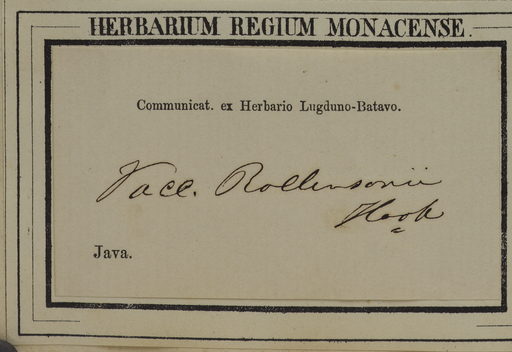 HERBARIUM REGIUM MONACENSE.
Communicat. ex Herbario Lugduno-Batavo.
Vacc. Rollinsonii
Hook
Java.